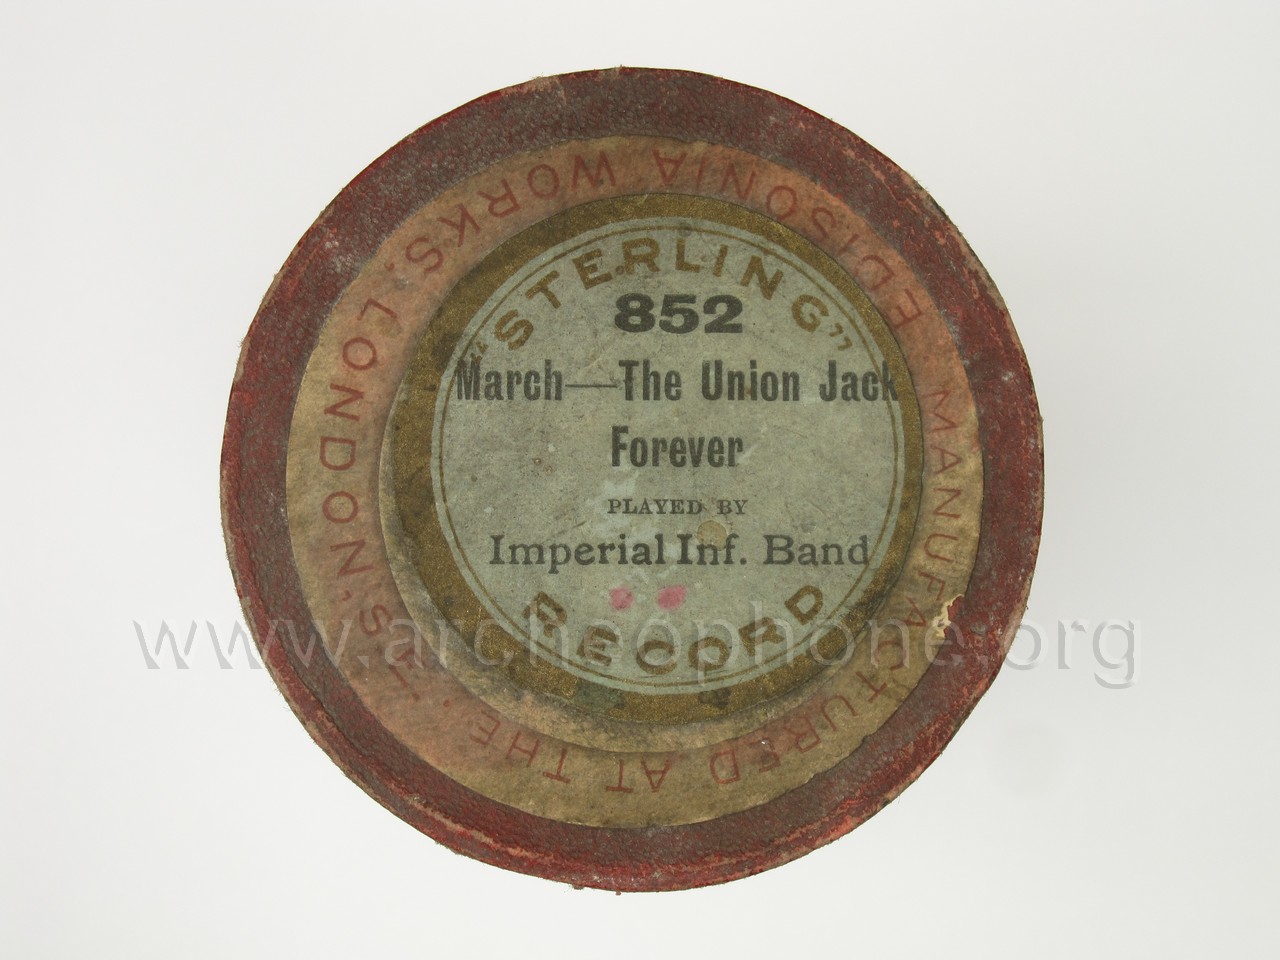 "STERLING"
852
March—The Union Jack
Forever
PLAYED BY
Imperial Inf. Band
RECORD
MANUFACTURED AT THE EDISONIA WORKS, LONDON,
www.archeophone.org